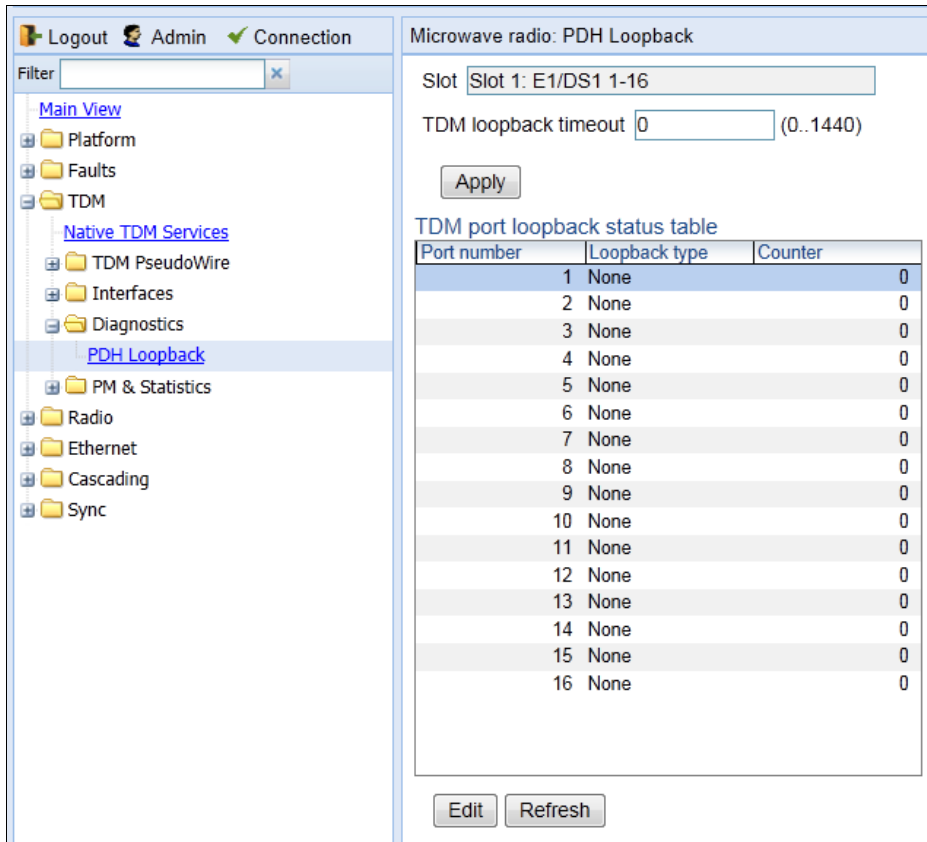 Logout Admin Connection
Filter
Main View
Platform
Faults
TDM
Native TDM Services
TDM PseudoWire
Interfaces
Diagnostics
PDH Loopback
PM & Statistics
Radio
Ethernet
Cascading
Sync
Microwave radio: PDH Loopback
Slot Slot 1: E1/DS1 1-16
TDM loopback timeout 0 (0..1440)
Apply
TDM port loopback status table
Port number Loopback type Counter
1 None 0
2 None 0
3 None 0
4 None 0
5 None 0
6 None 0
7 None 0
8 None 0
9 None 0
10 None 0
11 None 0
12 None 0
13 None 0
14 None 0
15 None 0
16 None 0
Edit Refresh